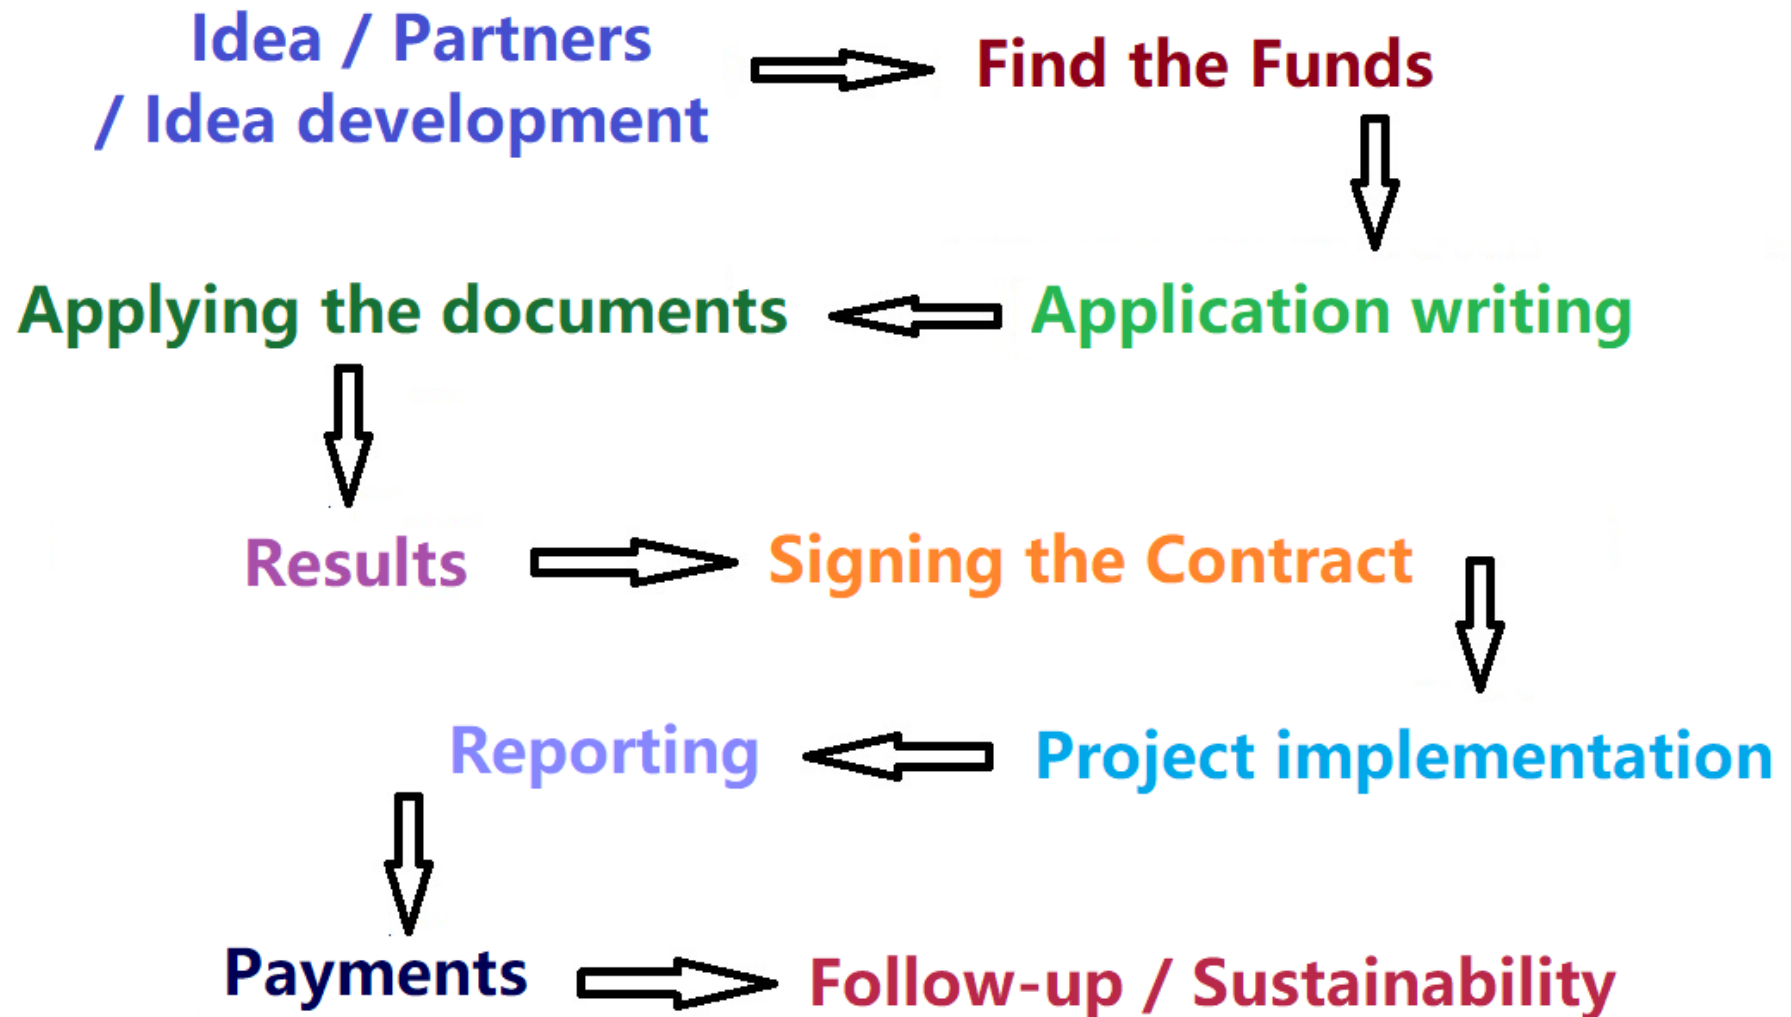 Idea / Partners
/ Idea development
Find the Funds
Application writing
Applying the documents
Results
Signing the Contract
Project implementation
Reporting
Payments
Follow-up / Sustainability